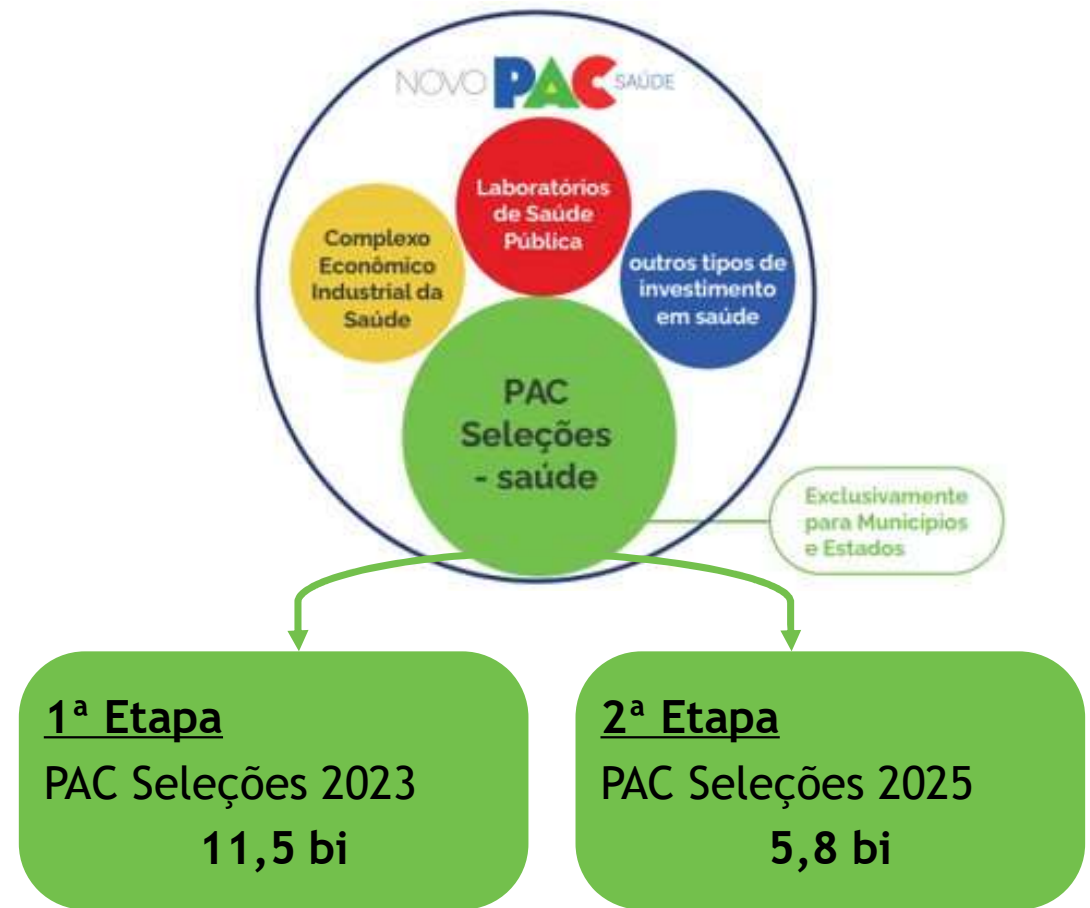 NOVO PAC SAÚDE
Laboratórios
de Saúde
Pública
Complexo
Econômico
Industrial da
Saúde
outros tipos de
investimento
em saúde
PAC
Seleções
- saúde
Exclusivamente
para Municípios
e Estados
1ª Etapa
PAC Seleções 2023
11,5 bi
2ª Etapa
PAC Seleções 2025
5,8 bi